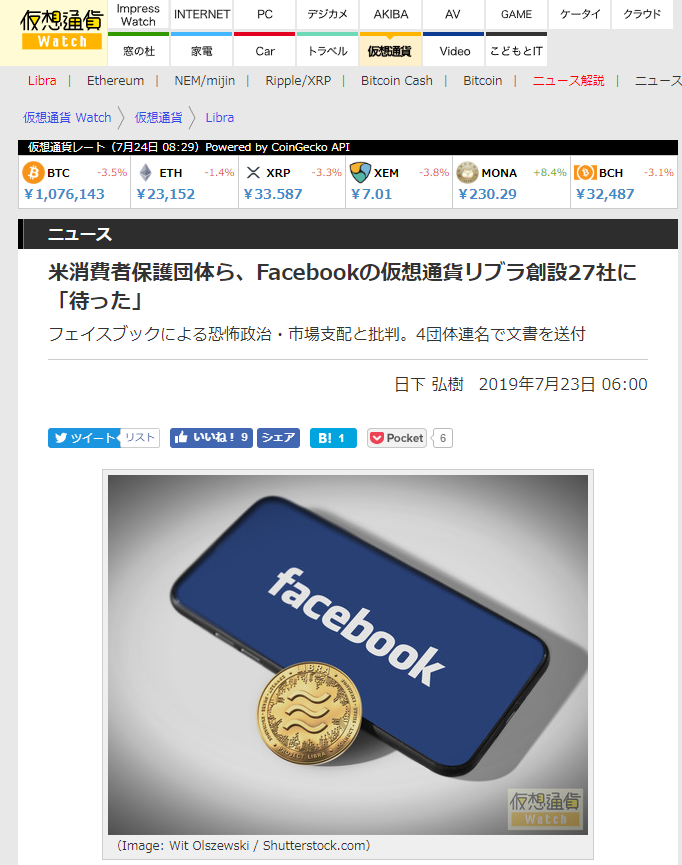 仮想通貨
Watch
Impress Watch
INTERNET
PC
デジカメ
AKIBA
AV
GAME
ケータイ
クラウド
窓の杜
家電
Car
トラベル
仮想通貨
Video
こどもとIT
Libra | Ethereum | NEM/mijin | Ripple/XRP | Bitcoin Cash | Bitcoin | ニュース解説 | ニュース
仮想通貨 Watch 仮想通貨 Libra
仮想通貨レート（7月24日 08:29）Powered by CoinGecko API
BTC -3.5%
¥1,076,143
ETH -1.4%
¥23,152
XRP -3.3%
¥33.587
XEM -3.8%
¥7.01
MONA +8.4%
¥230.29
BCH -3.1%
¥32,487
ニュース
米消費者保護団体ら、Facebookの仮想通貨リブラ創設27社に
「待った」
フェイスブックによる恐怖政治・市場支配と批判。4団体連名で文書を送付
日下 弘樹 2019年7月23日 06:00
ツイート リスト いいね！ 9 シェア B! 1 Pocket 6
facebook
LIBRA
PROJECT LIBRA
仮想通貨
Watch
（Image: Wit Olszewski / Shutterstock.com）